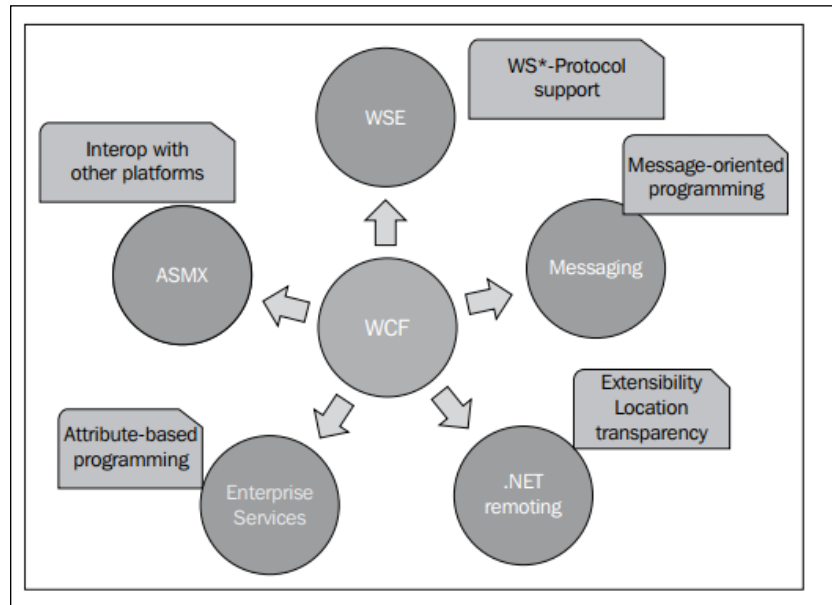 WSE
WS*-Protocol
support
Interop with
other platforms
Message-oriented
programming
ASMX
Messaging
WCF
Extensibility
Location
transparency
Attribute-based
programming
Enterprise
Services
.NET
remoting